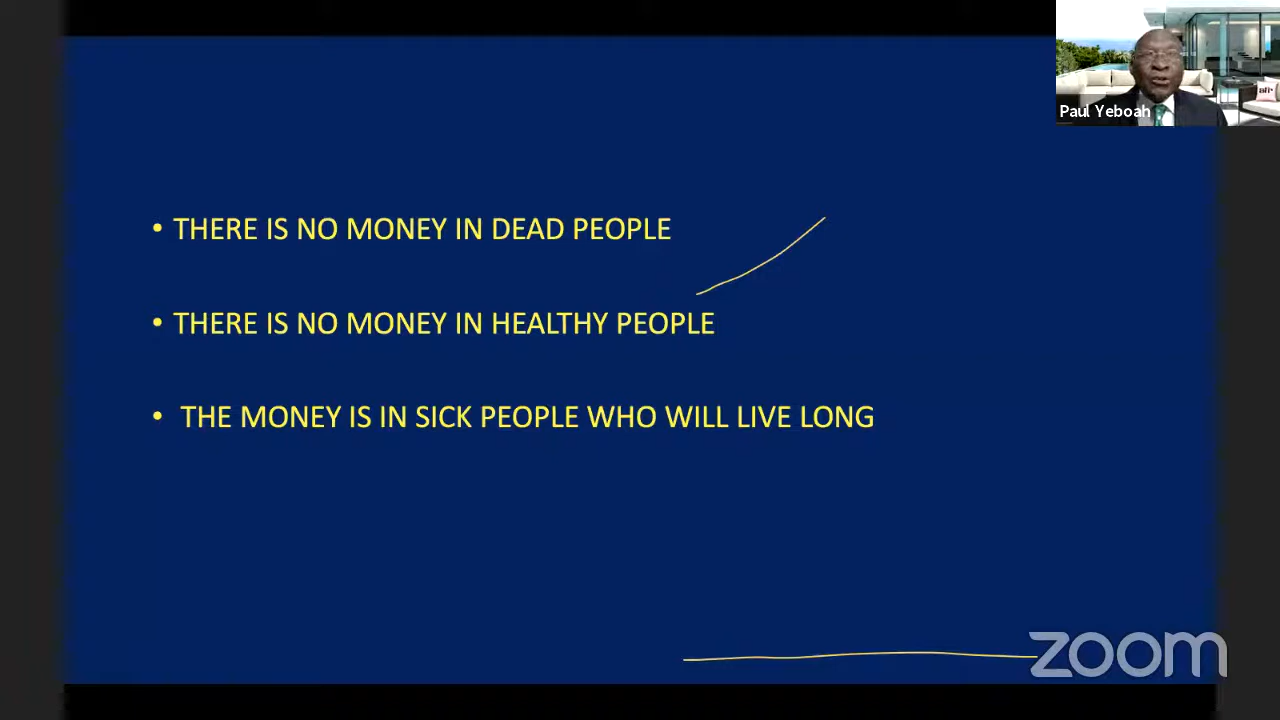 Paul Yeboah
• THERE IS NO MONEY IN DEAD PEOPLE
• THERE IS NO MONEY IN HEALTHY PEOPLE
• THE MONEY IS IN SICK PEOPLE WHO WILL LIVE LONG
zoom